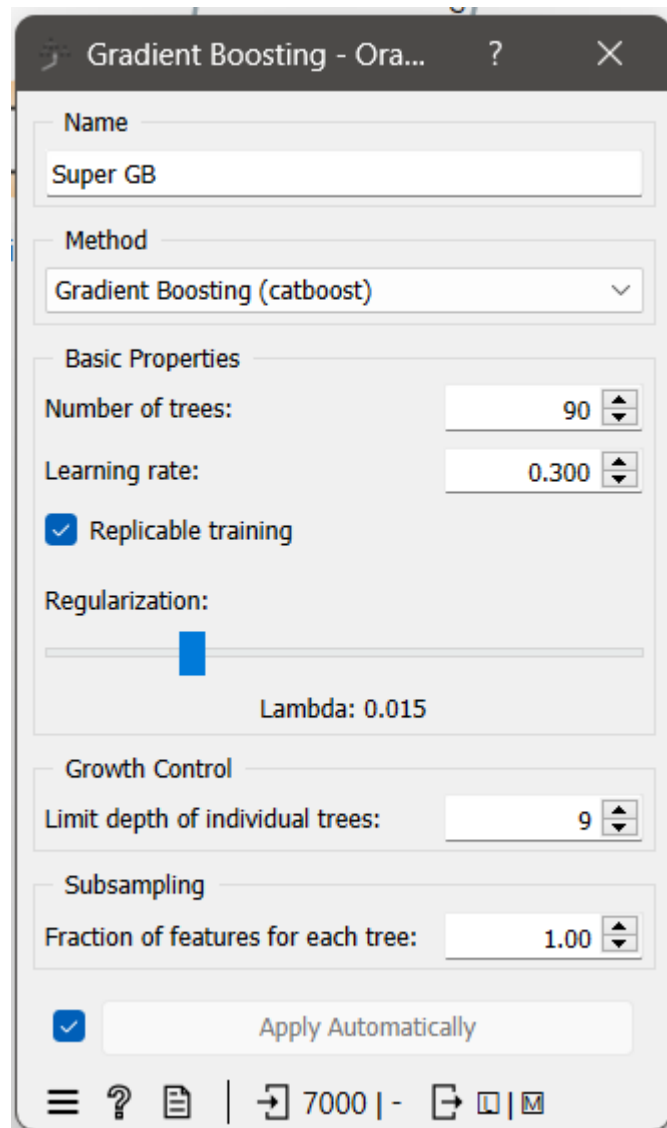 Gradient Boosting - Ora... ?
Name
Super GB
Method
Gradient Boosting (catboost)
Basic Properties
Number of trees: 90
Learning rate: 0.300
Replicable training
Regularization:
Lambda: 0.015
Growth Control
Limit depth of individual trees: 9
Subsampling
Fraction of features for each tree: 1.00
Apply Automatically
? | 7000 | - L | M